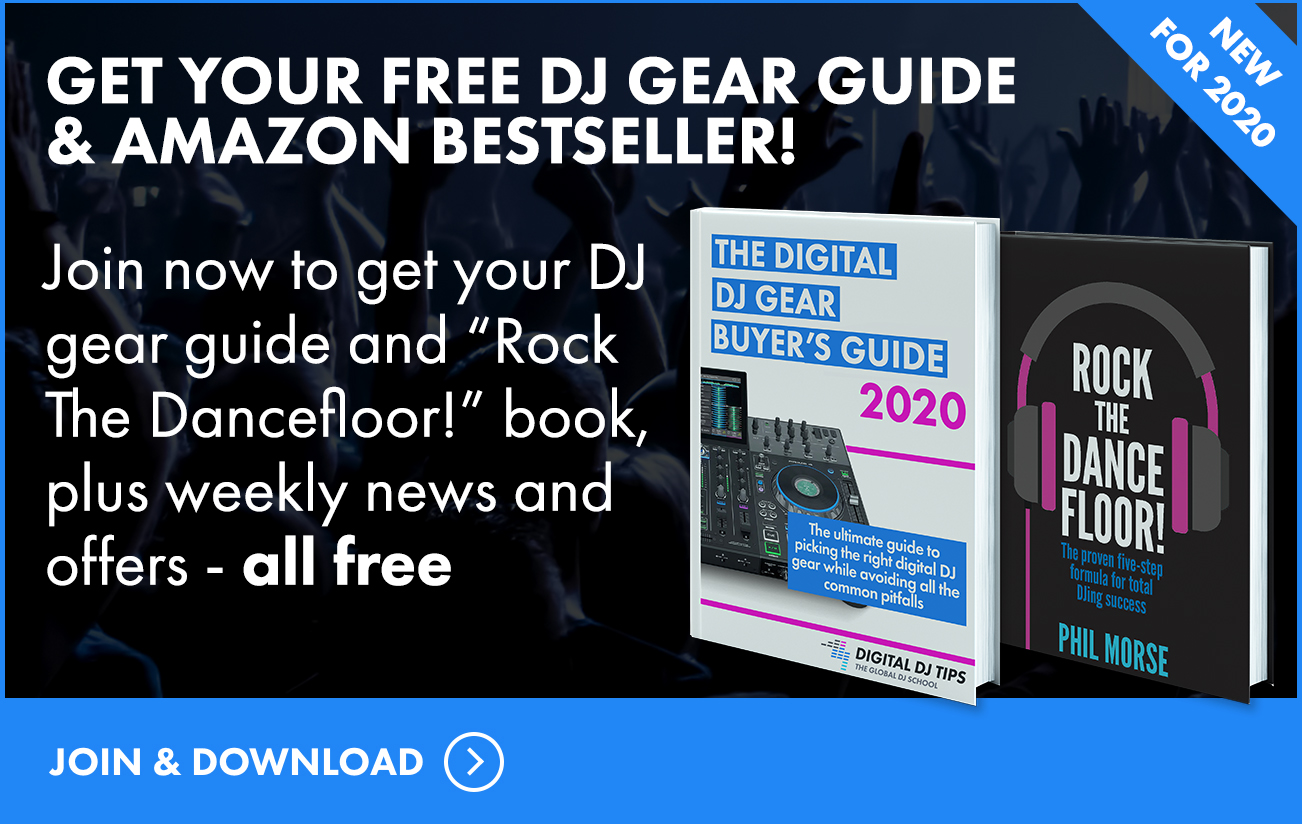 NEW
FOR 2020
GET YOUR FREE DJ GEAR GUIDE
& AMAZON BESTSELLER!
Join now to get your DJ
gear guide and “Rock
The Dancefloor!” book,
plus weekly news and
offers - all free
THE DIGITAL
DJ GEAR
BUYER’S GUIDE
2020
The ultimate guide to
picking the right digital DJ
gear while avoiding all the
common pitfalls
DIGITAL DJ TIPS
THE GLOBAL DJ SCHOOL
ROCK
THE
DANCE
FLOOR!
The proven five-step
formula for total
DJing success
PHIL MORSE
JOIN & DOWNLOAD